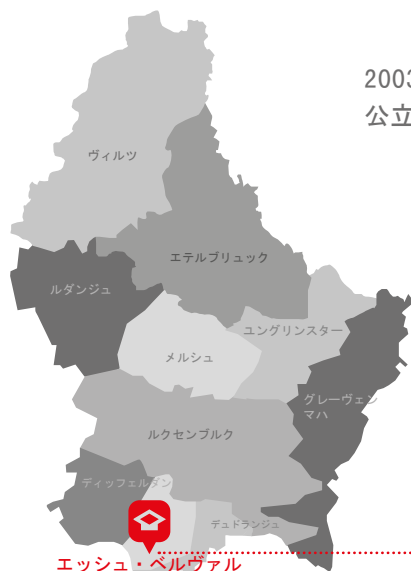 2003
公立
ヴィルツ
エテルブリュック
ルダンジュ
ユングリンスター
メルシュ
グレーヴェン
マハ
ルクセンブルク
ディッフェルダン
デュドランジュ
エッシュ・ベルヴァル